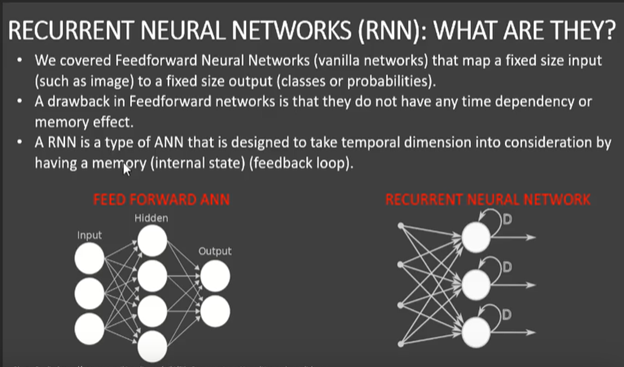 RECURRENT NEURAL NETWORKS (RNN): WHAT ARE THEY?
• We covered Feedforward Neural Networks (vanilla networks) that map a fixed size input
(such as image) to a fixed size output (classes or probabilities).
• A drawback in Feedforward networks is that they do not have any time dependency or
memory effect.
• A RNN is a type of ANN that is designed to take temporal dimension into consideration by
having a memory (internal state) (feedback loop).
FEED FORWARD ANN
Hidden
Input
Output
RECURRENT NEURAL NETWORK
D
D
D